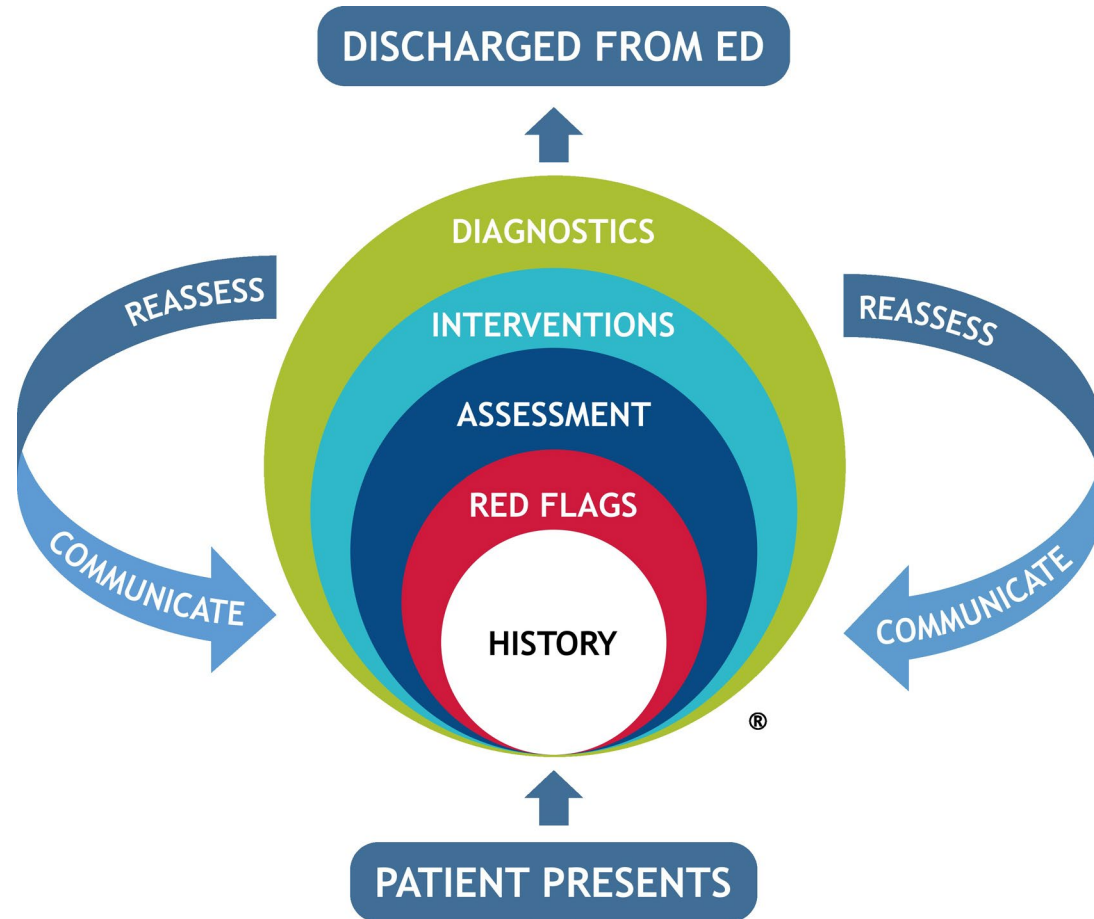 DISCHARGED FROM ED
DIAGNOSTICS
REASSESS
REASSESS
INTERVENTIONS
ASSESSMENT
RED FLAGS
COMMUNICATE
COMMUNICATE
HISTORY
®
PATIENT PRESENTS